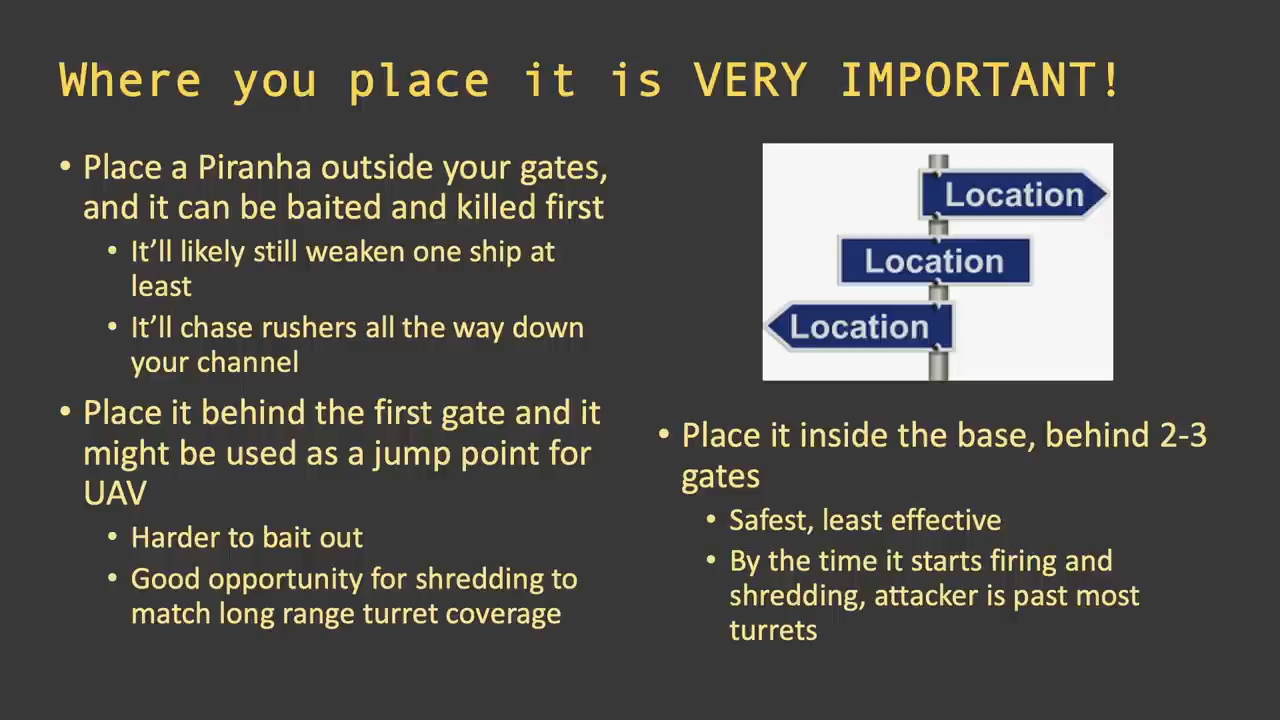 Where you place it is VERY IMPORTANT!
• Place a Piranha outside your gates,
and it can be baited and killed first
• It’ll likely still weaken one ship at
least
• It’ll chase rushers all the way down
your channel
• Place it behind the first gate and it
might be used as a jump point for
UAV
• Harder to bait out
• Good opportunity for shredding to
match long range turret coverage
Location
Location
Location
• Place it inside the base, behind 2-3
gates
• Safest, least effective
• By the time it starts firing and
shredding, attacker is past most
turrets